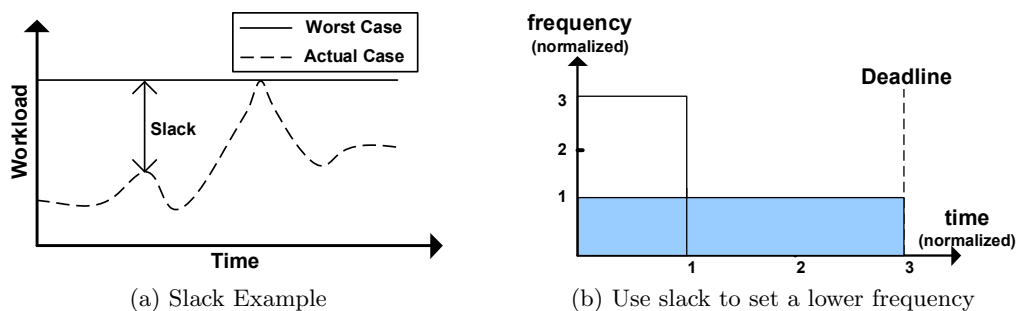 Worst Case
Actual Case
Workload
Slack
Time
(a) Slack Example
frequency
(normalized)
Deadline
3
2
1
time
(normalized)
1
2
3
(b) Use slack to set a lower frequency